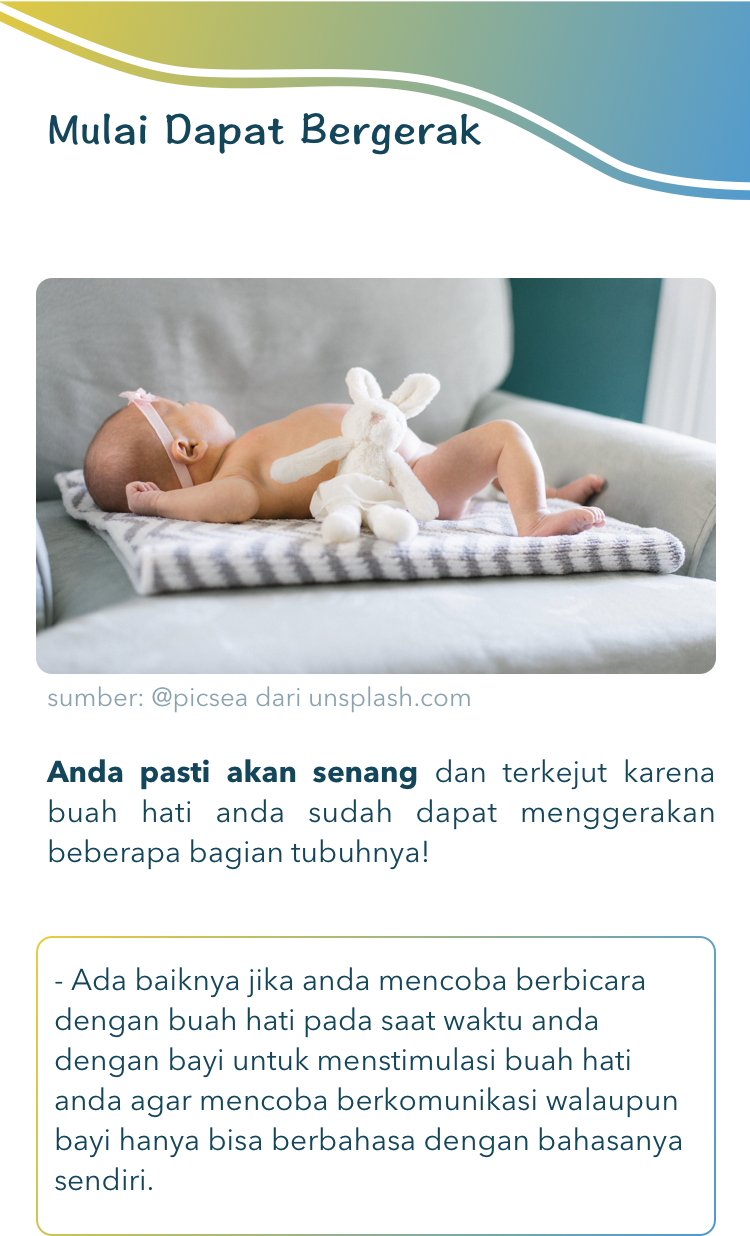 Mulai Dapat Bergerak
sumber: @picsea dari unsplash.com
Anda pasti akan senang dan terkejut karena
buah hati anda sudah dapat menggerakan
beberapa bagian tubuhnya!
- Ada baiknya jika anda mencoba berbicara
dengan buah hati pada saat waktu anda
dengan bayi untuk menstimulasi buah hati
anda agar mencoba berkomunikasi walaupun
bayi hanya bisa berbahasa dengan bahasanya
sendiri.